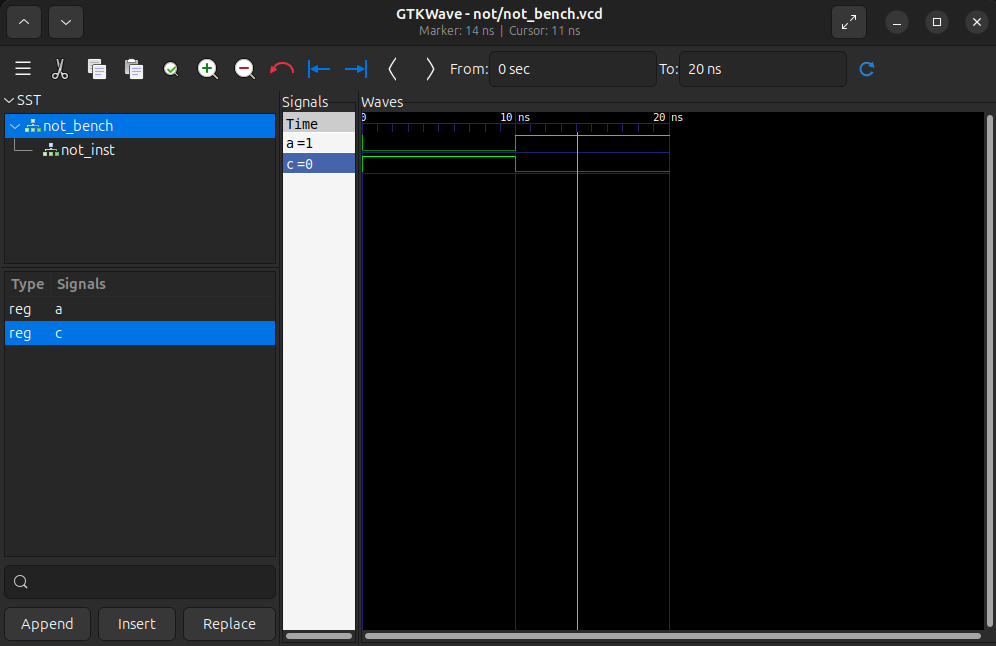 GTKWave - not/not_bench.vcd
Marker: 14 ns | Cursor: 11 ns
From: 0 sec To: 20 ns
SST
not_bench
not_inst
Type Signals
reg a
reg c
Append Insert Replace
Signals
Time
a =1
c =0
Waves
0 10 ns 20 ns